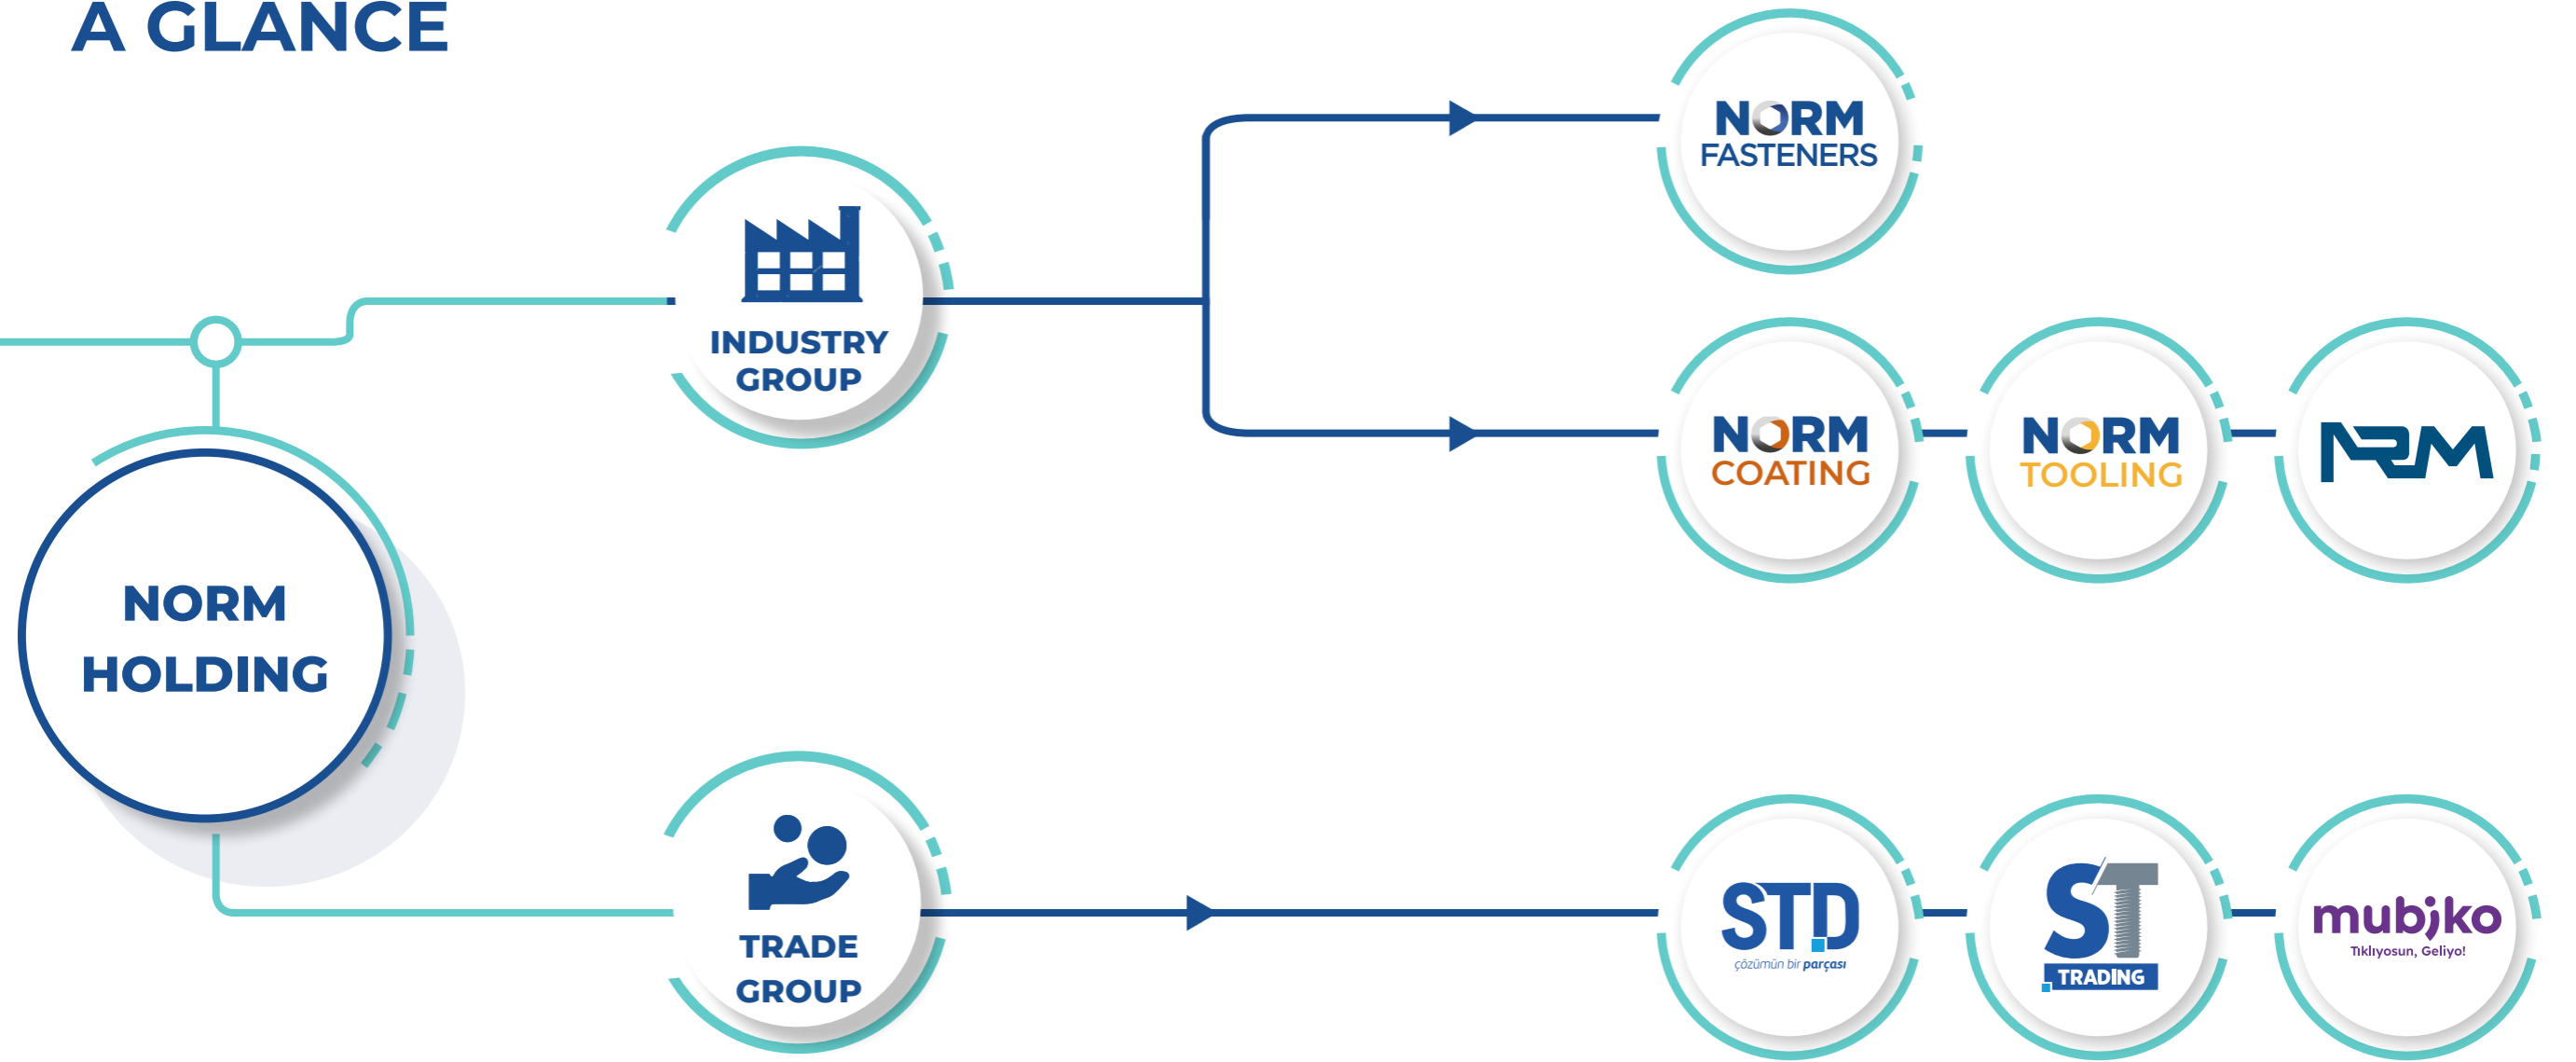 A GLANCE
NORM
FASTENERS
INDUSTRY
GROUP
NORM
COATING
NORM
TOOLING
NRM
NORM
HOLDING
TRADE
GROUP
STD
çözümün bir parçası
ST
TRADING
mubiko
Tıklıyosun, Geliyo!